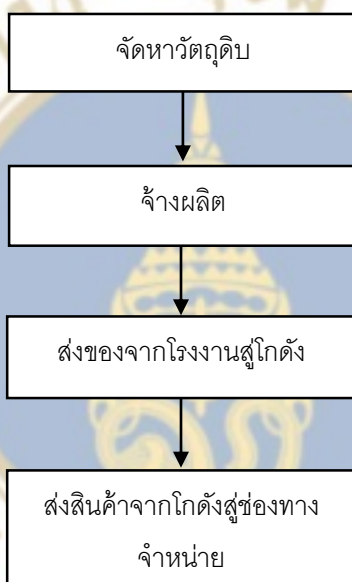 จัดหาวัตถุดิบ
จ้างผลิต
ส่งของจากโรงงานสู่โกดัง
ส่งสินค้าจากโกดังสู่ช่องทาง
จำหน่าย